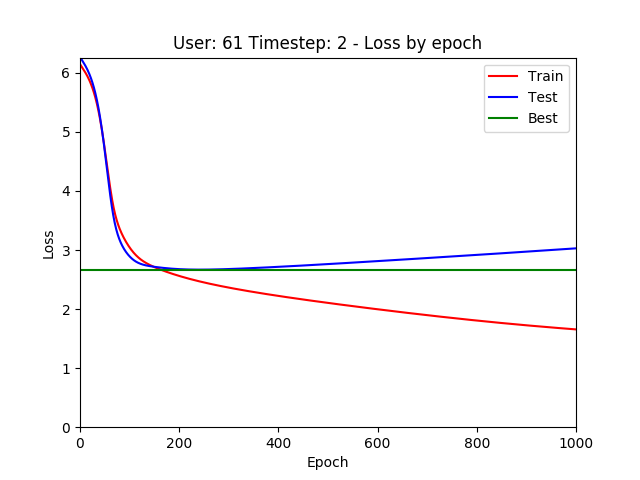 User: 61 Timestep: 2 - Loss by epoch
Train
Test
Best
Loss
6
5
4
3
2
1
0
0 200 400 600 800 1000
Epoch